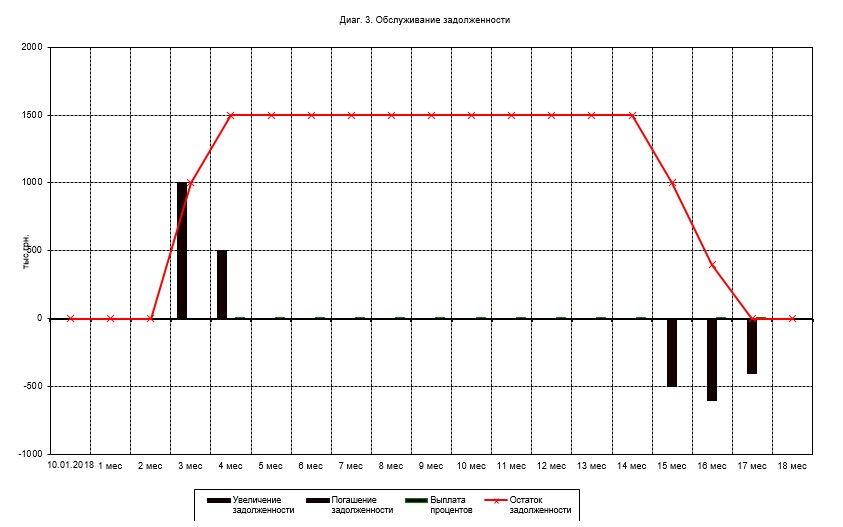 Диаг. 3. Обслуживание задолженности
2000
1500
1000
500
0
-500
-1000
тыс.грн.
10.01.2018 1 мес 2 мес 3 мес 4 мес 5 мес 6 мес 7 мес 8 мес 9 мес 10 мес 11 мес 12 мес 13 мес 14 мес 15 мес 16 мес 17 мес 18 мес
Увеличение задолженности
Погашение задолженности
Выплата процентов
Остаток задолженности